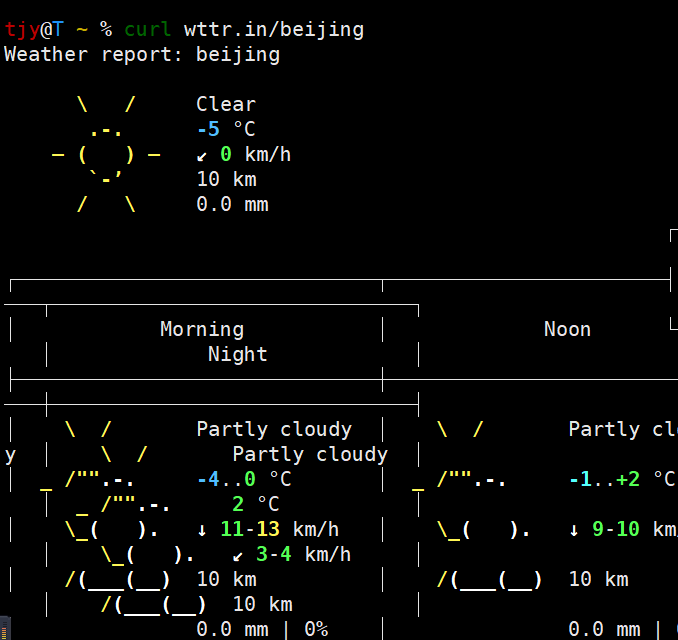 tjy@T ~ % curl wttr.in/beijing
Weather report: beijing
\   /     Clear
.-.      -5 °C
― (   ) ―   ↙ 0 km/h
`-’      10 km
/   \     0.0 mm
Morning Noon
Night
\  /       Partly cloudy \  /       Partly cl
y \  /       Partly cloudy
_ /"".-.     -4..0 °C _ /"".-.     -1..+2 °C
_ /"".-.     2 °C
\_(   ).   ↓ 11-13 km/h \_(   ).   ↓ 9-10 km/
\_(   ).   ↙ 3-4 km/h
/(___(__)  10 km /(___(__)  10 km
/(___(__)  10 km
0.0 mm | 0% 0.0 mm |